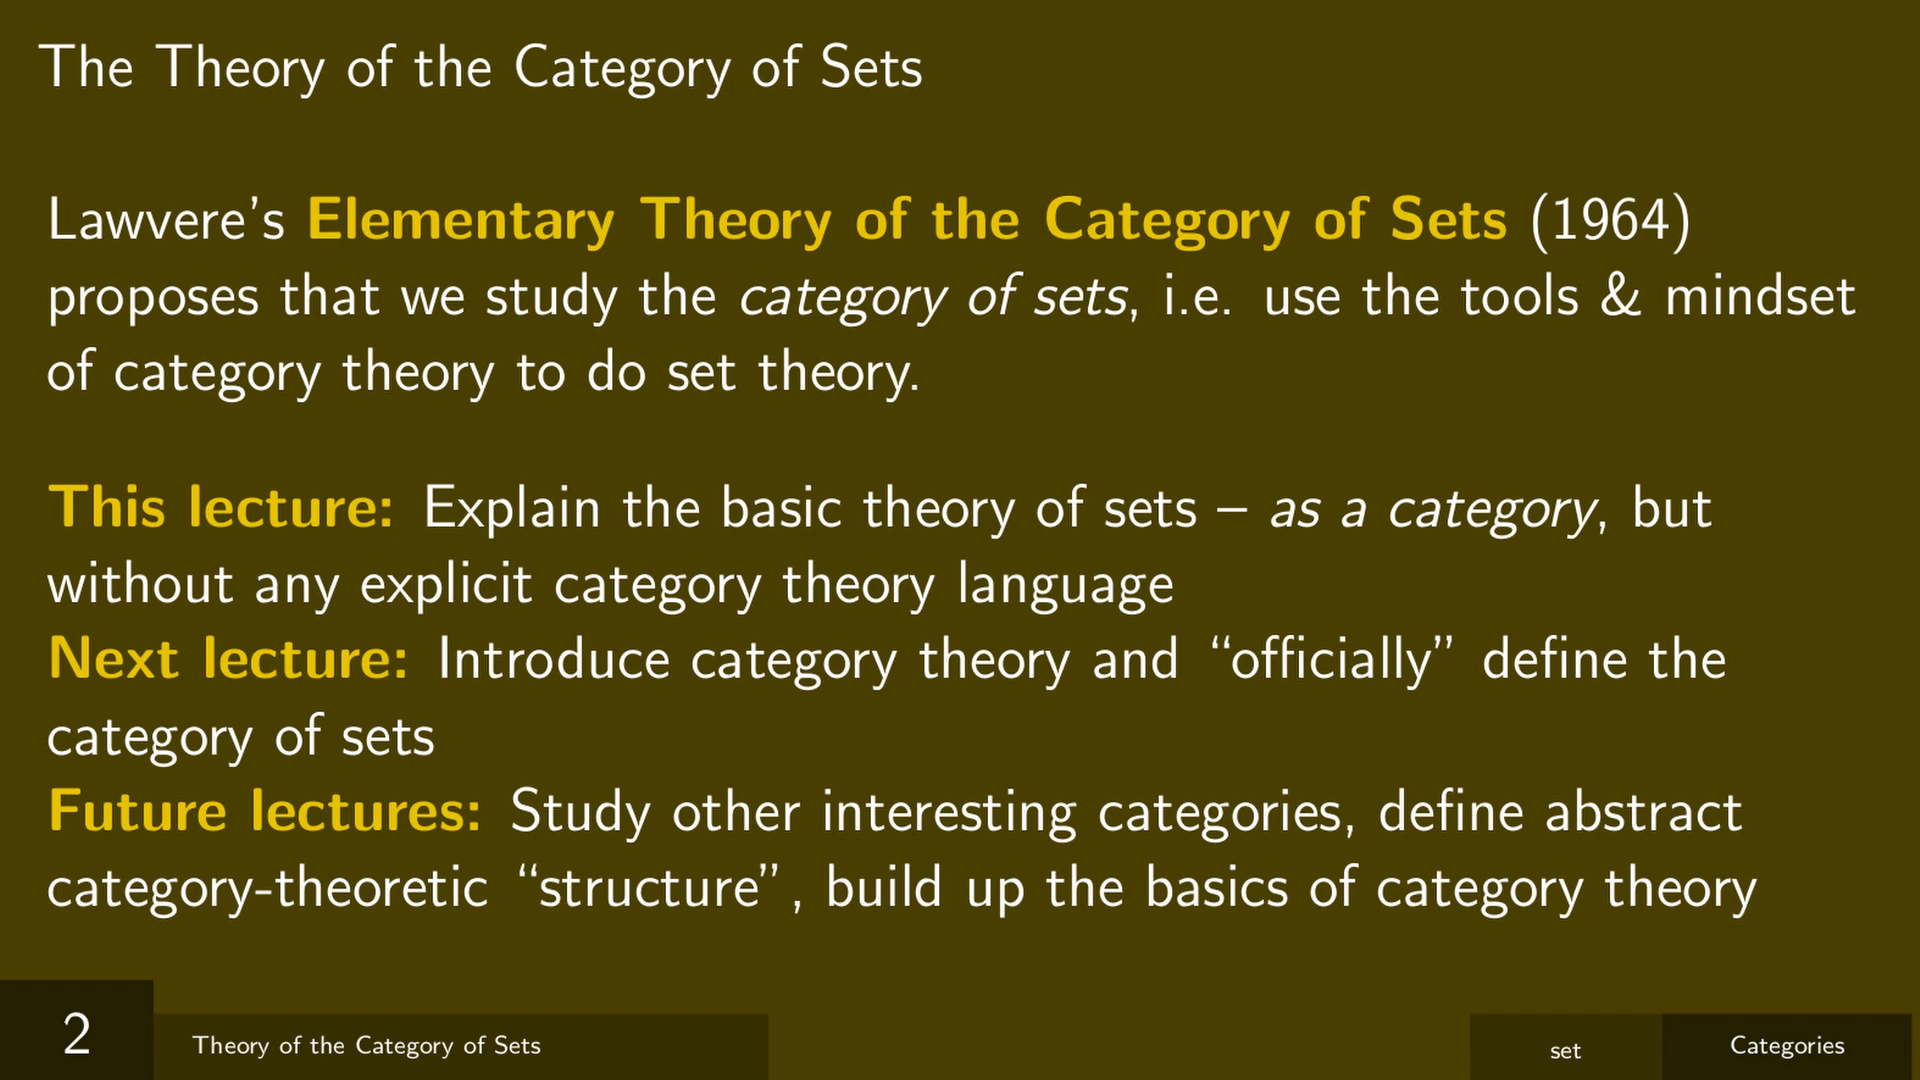 The Theory of the Category of Sets
Lawvere’s Elementary Theory of the Category of Sets (1964)
proposes that we study the category of sets, i.e. use the tools & mindset
of category theory to do set theory.
This lecture: Explain the basic theory of sets – as a category, but
without any explicit category theory language
Next lecture: Introduce category theory and “officially” define the
category of sets
Future lectures: Study other interesting categories, define abstract
category-theoretic “structure”, build up the basics of category theory
2
Theory of the Category of Sets
set
Categories